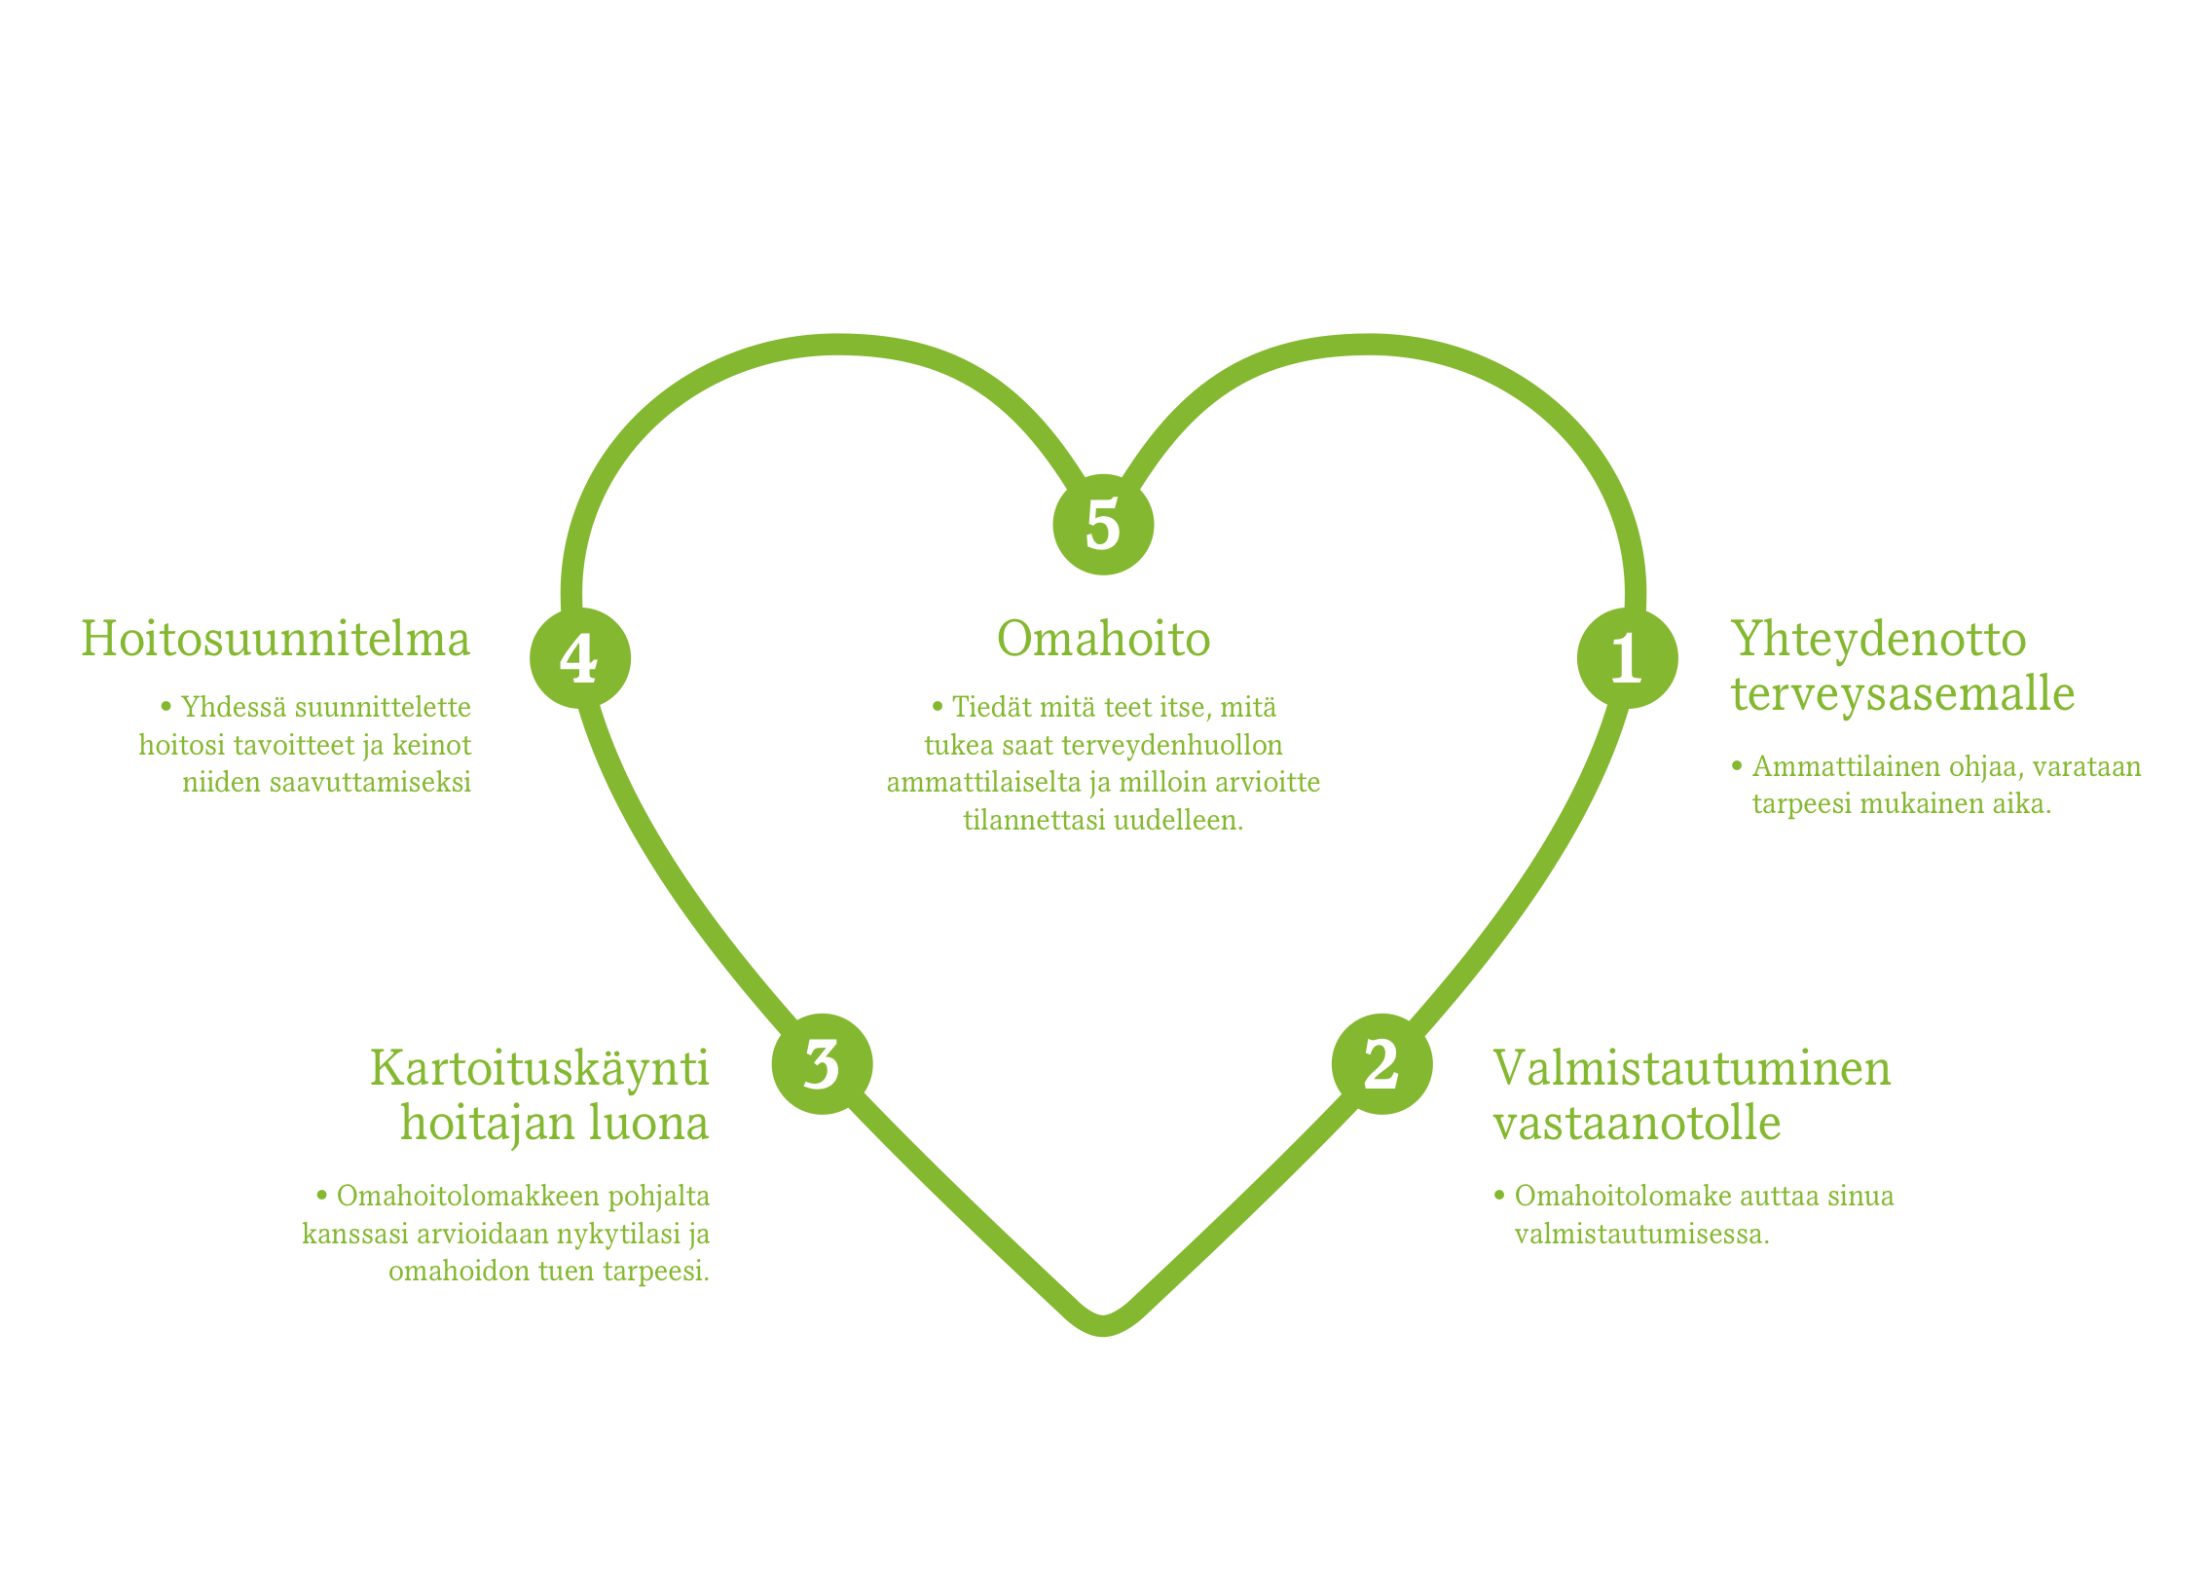 5
Omahoito
• Tiedät mitä teet itse, mitä
tukea saat terveydenhuollon
ammattilaiselta ja milloin arvioitte
tilannettasi uudelleen.
1
Yhteydenotto
terveysasemalle
• Ammattilainen ohjaa, varataan
tarpeesi mukainen aika.
2
Valmistautuminen
vastaanotolle
• Omahoitolomake auttaa sinua
valmistautumisessa.
3
Kartoituskäynti
hoitajan luona
• Omahoitolomakkeen pohjalta
kanssasi arvioidaan nykytilasi ja
omahoidon tuen tarpeesi.
4
Hoitosuunnitelma
• Yhdessä suunnittelette
hoitosi tavoitteet ja keinot
niiden saavuttamiseksi